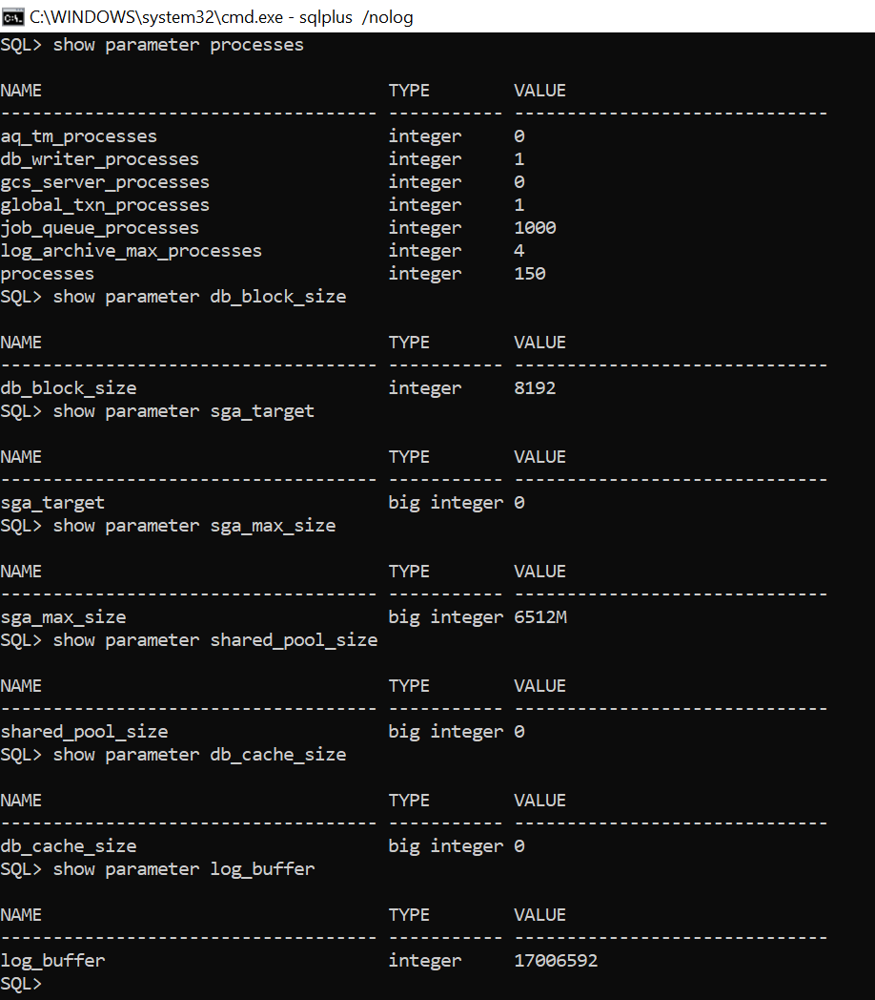 C:\WINDOWS\system32\cmd.exe - sqlplus  /nolog
SQL> show parameter processes
NAME                                 TYPE        VALUE
------------------------------------ ----------- ------------------------------
aq_tm_processes                      integer     0
db_writer_processes                  integer     1
gcs_server_processes                 integer     0
global_txn_processes                 integer     1
job_queue_processes                  integer     1000
log_archive_max_processes            integer     4
processes                            integer     150
SQL> show parameter db_block_size
NAME                                 TYPE        VALUE
------------------------------------ ----------- ------------------------------
db_block_size                        integer     8192
SQL> show parameter sga_target
NAME                                 TYPE        VALUE
------------------------------------ ----------- ------------------------------
sga_target                           big integer 0
SQL> show parameter sga_max_size
NAME                                 TYPE        VALUE
------------------------------------ ----------- ------------------------------
sga_max_size                         big integer 6512M
SQL> show parameter shared_pool_size
NAME                                 TYPE        VALUE
------------------------------------ ----------- ------------------------------
shared_pool_size                     big integer 0
SQL> show parameter db_cache_size
NAME                                 TYPE        VALUE
------------------------------------ ----------- ------------------------------
db_cache_size                        big integer 0
SQL> show parameter log_buffer
NAME                                 TYPE        VALUE
------------------------------------ ----------- ------------------------------
log_buffer                           integer     17006592
SQL>